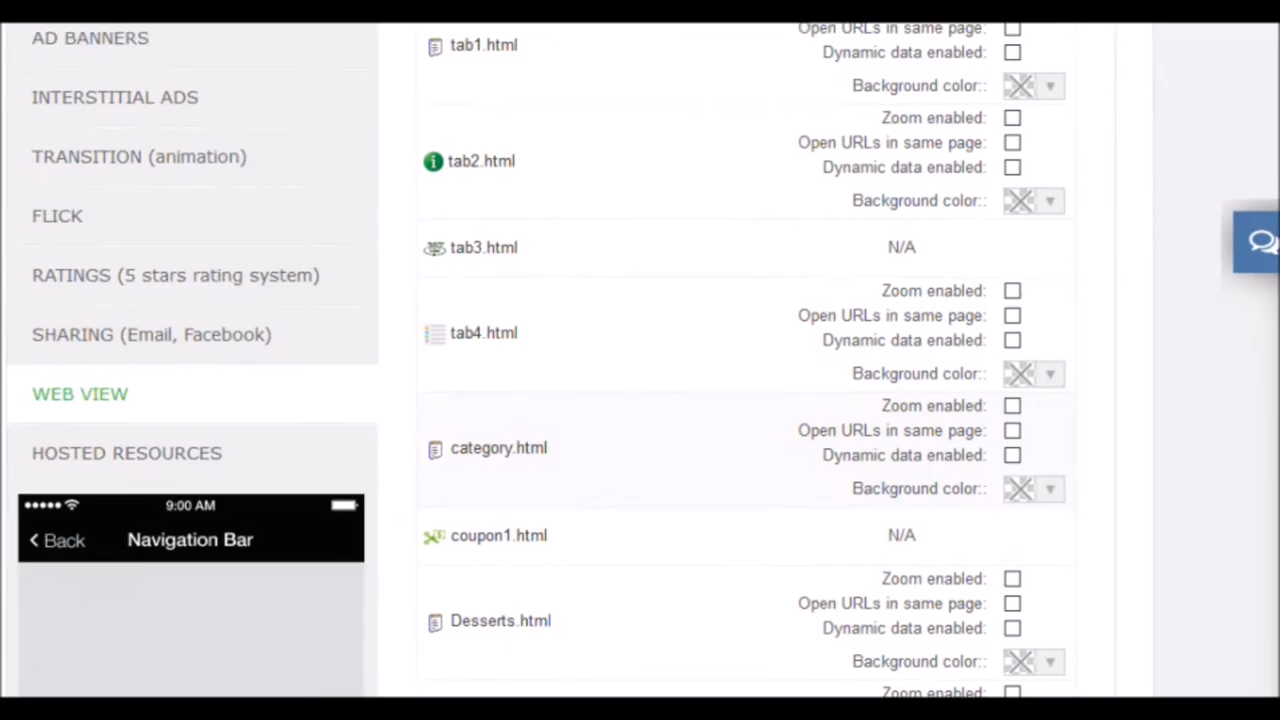 AD BANNERS
INTERSTITIAL ADS
TRANSITION (animation)
FLICK
RATINGS (5 stars rating system)
SHARING (Email, Facebook)
WEB VIEW
HOSTED RESOURCES
9:00 AM
Back
Navigation Bar
Open URLs in same page:
tab1.html
Dynamic data enabled:
Background color::
Zoom enabled:
Open URLs in same page:
tab2.html
Dynamic data enabled:
Background color::
tab3.html
N/A
Zoom enabled:
Open URLs in same page:
tab4.html
Dynamic data enabled:
Background color::
Zoom enabled:
Open URLs in same page:
category.html
Dynamic data enabled:
Background color::
coupon1.html
N/A
Zoom enabled:
Open URLs in same page:
Desserts.html
Dynamic data enabled:
Background color::
Zoom enabled: